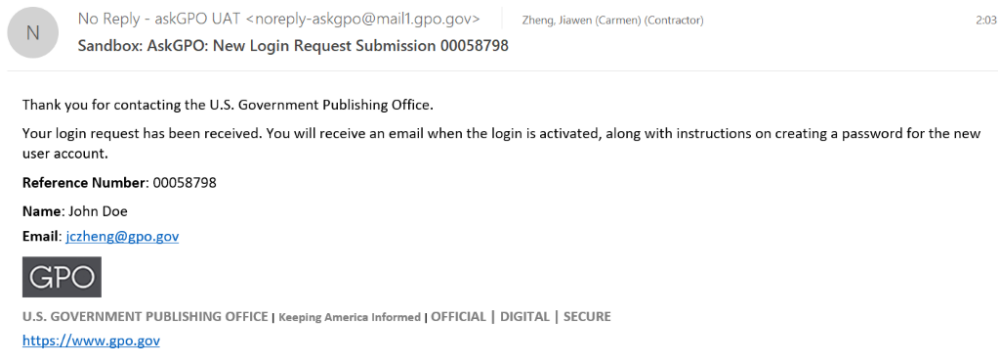 N
No Reply - askGPO UAT <noreply-askgpo@mail1.gpo.gov>
Zheng, Jiawen (Carmen) (Contractor)
2:03
Sandbox: AskGPO: New Login Request Submission 00058798
Thank you for contacting the U.S. Government Publishing Office.
Your login request has been received. You will receive an email when the login is activated, along with instructions on creating a password for the new
user account.
Reference Number: 00058798
Name: John Doe
Email: jczheng@gpo.gov
GPO
U.S. GOVERNMENT PUBLISHING OFFICE | Keeping America Informed | OFFICIAL | DIGITAL | SECURE
https://www.gpo.gov